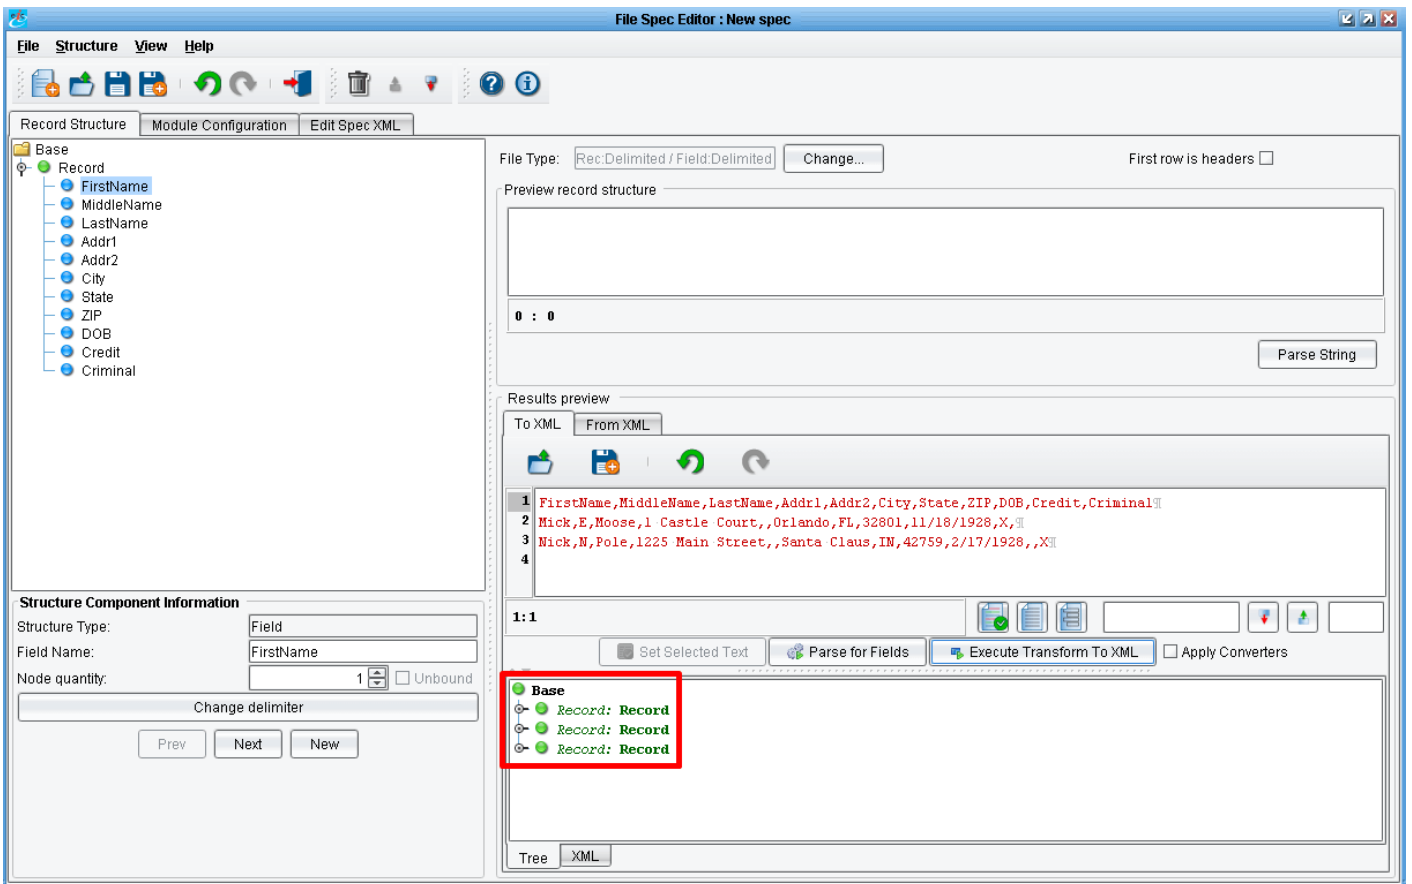 File Spec Editor : New spec
File Structure View Help
Record Structure Module Configuration Edit Spec XML
Base
Record
FirstName
MiddleName
LastName
Addr1
Addr2
City
State
ZIP
DOB
Credit
Criminal
Structure Component Information
Structure Type: Field
Field Name: FirstName
Node quantity: 1 Unbound
Change delimiter
Prev Next New
File Type: Rec:Delimited / Field:Delimited Change... First row is headers
Preview record structure
0 : 0
Parse String
Results preview
To XML From XML
1 FirstName,MiddleName,LastName,Addr1,Addr2,City,State,ZIP,DOB,Credit,Criminal¶
2 Mick,E,Moose,1 Castle Court,,Orlando,FL,32801,11/18/1928,X,¶
3 Nick,N,Pole,1225 Main Street,,Santa Claus,IN,42759,2/17/1928,,X¶
4
1:1
Set Selected Text Parse for Fields Execute Transform To XML Apply Converters
Base
Record: Record
Record: Record
Record: Record
Tree XML